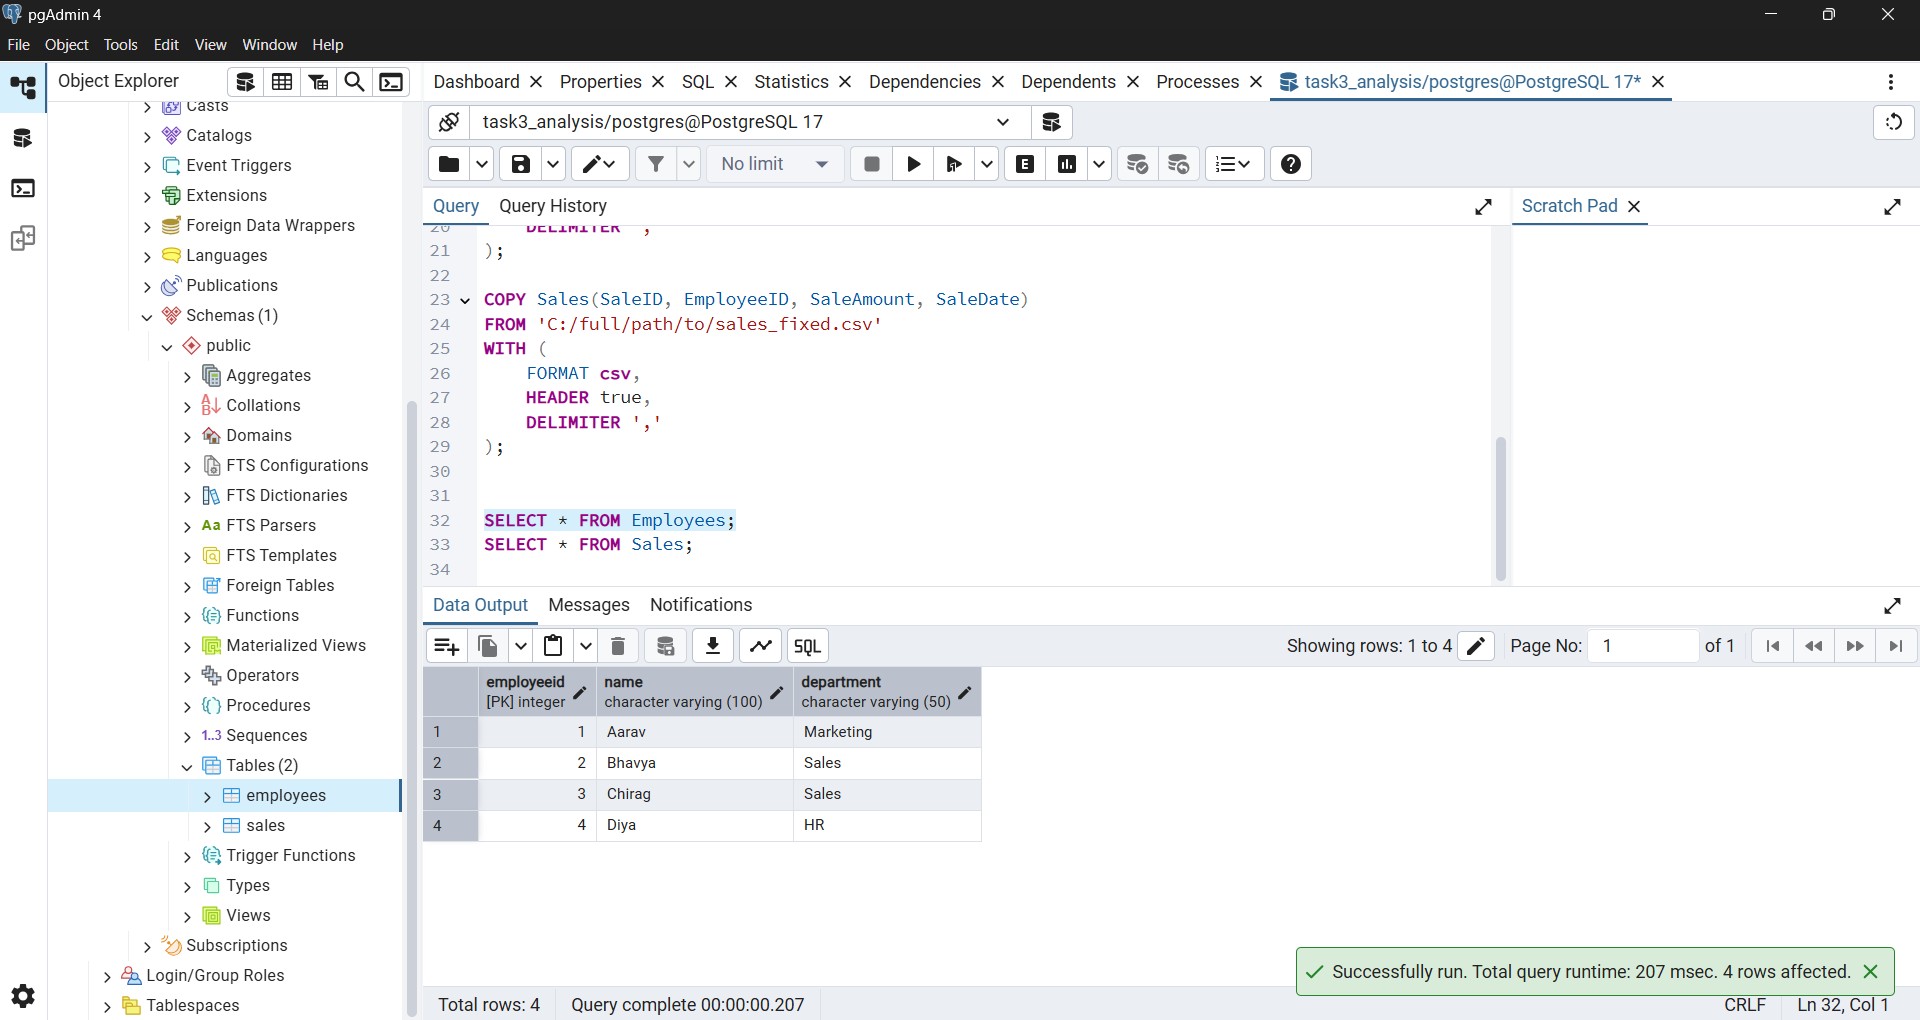 pgAdmin 4
File Object Tools Edit View Window Help
Object Explorer
Dashboard Properties SQL Statistics Dependencies Dependents Processes task3_analysis/postgres@PostgreSQL 17*
Casts
Catalogs
Event Triggers
Extensions
Foreign Data Wrappers
Languages
Publications
Schemas (1)
public
Aggregates
Collations
Domains
FTS Configurations
FTS Dictionaries
Aa FTS Parsers
FTS Templates
Foreign Tables
Functions
Materialized Views
Operators
Procedures
1..3 Sequences
Tables (2)
employees
sales
Trigger Functions
Types
Views
Subscriptions
Login/Group Roles
Tablespaces
task3_analysis/postgres@PostgreSQL 17
No limit
E
Query Query History
Scratch Pad
20 DELIMITER ',
21 );
22
23 COPY Sales(SaleID, EmployeeID, SaleAmount, SaleDate)
24 FROM 'C:/full/path/to/sales_fixed.csv'
25 WITH (
26 FORMAT csv,
27 HEADER true,
28 DELIMITER ','
29 );
30
31
32 SELECT * FROM Employees;
33 SELECT * FROM Sales;
34
Data Output Messages Notifications
SQL
Showing rows: 1 to 4 Page No: 1 of 1
employeeid name department
[PK] integer character varying (100) character varying (50)
1 1 Aarav Marketing
2 2 Bhavya Sales
3 3 Chirag Sales
4 4 Diya HR
Successfully run. Total query runtime: 207 msec. 4 rows affected.
Total rows: 4 Query complete 00:00:00.207 CRLF Ln 32, Col 1